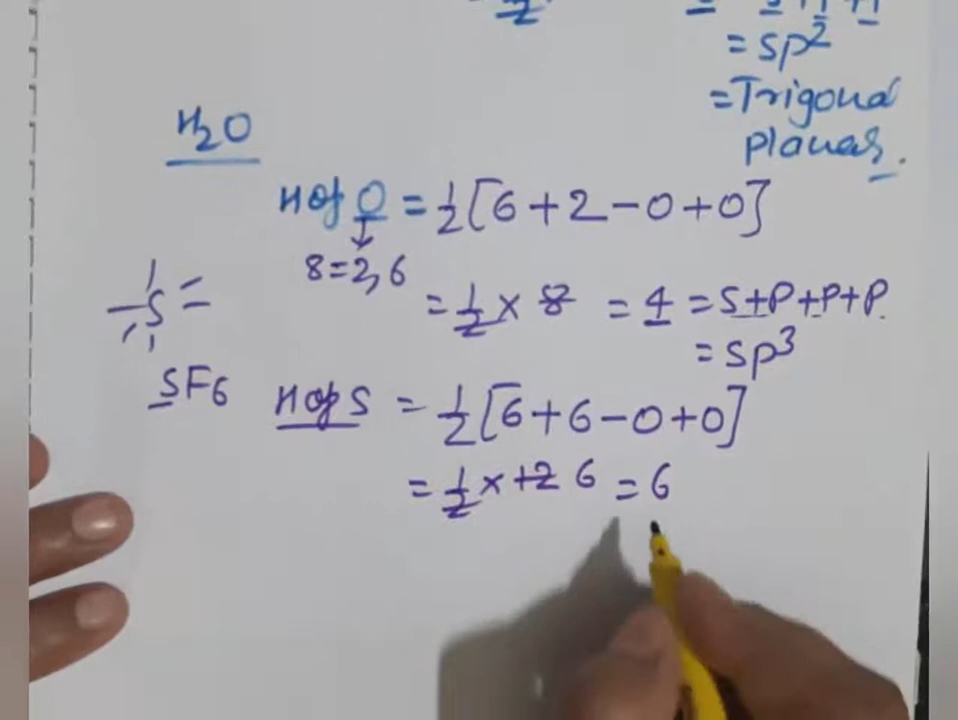 = sp²
= Trigonal
planar.
H₂O
H of O = ½[6+2-0+0]
8=2,6
= ½ × 8 = 4 = s+p+p+p
= sp³
S
SF₆ H of S = ½[6+6-0+0]
= ½ × 12 6 = 6